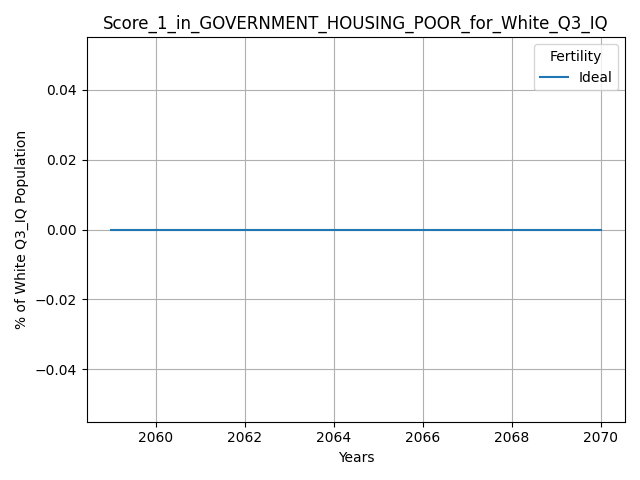 Score_1_in_GOVERNMENT_HOUSING_POOR_for_White_Q3_IQ
Fertility
Ideal
% of White Q3_IQ Population
0.04
0.02
0.00
−0.02
−0.04
2060 2062 2064 2066 2068 2070
Years